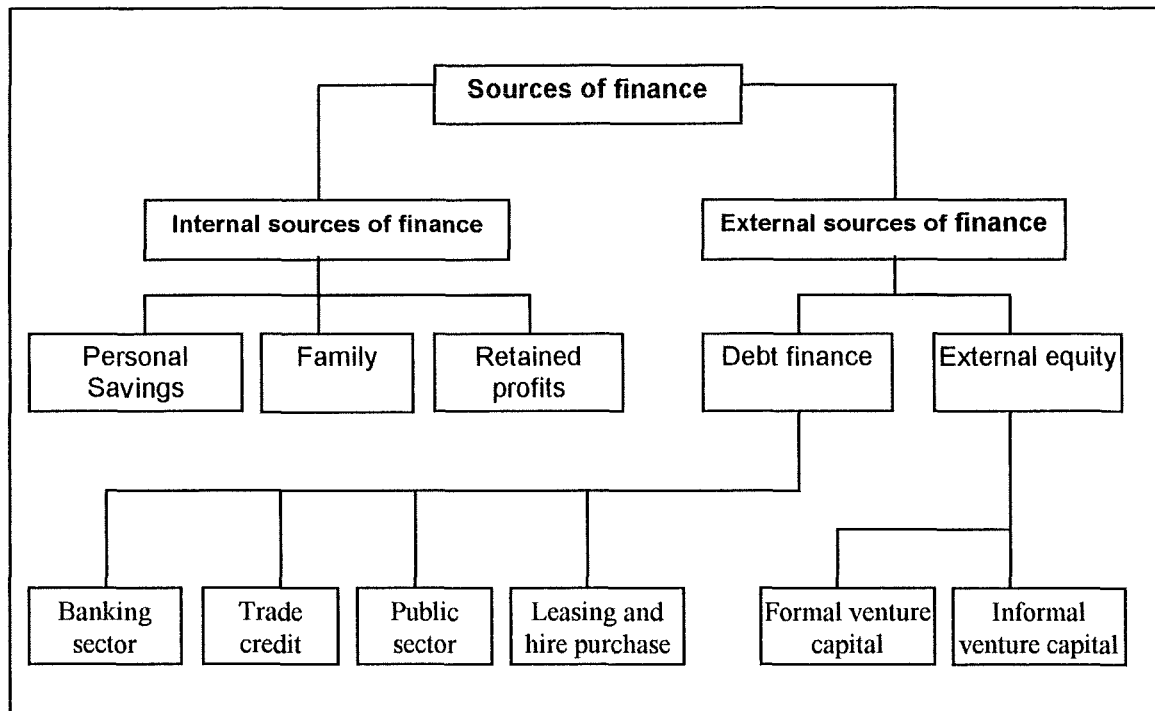 Sources of finance
Internal sources of finance
External sources of finance
Personal
Savings
Family
Retained
profits
Debt finance
External equity
Banking
sector
Trade
credit
Public
sector
Leasing and
hire purchase
Formal venture
capital
Informal
venture capital